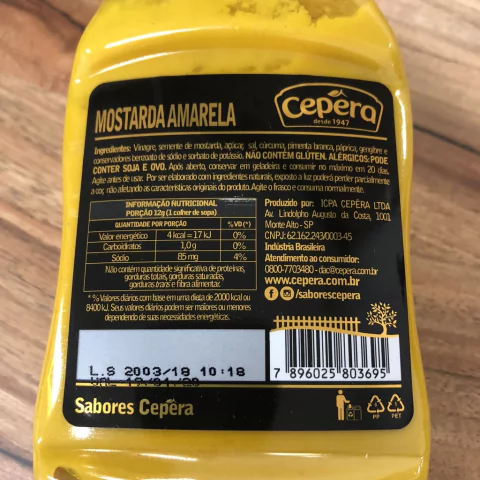 MOSTARDA AMARELA
Cepêra
desde 1947
Ingredientes: Vinagre, semente de mostarda, açúcar, sal, cúrcuma, pimenta branca, páprica, gengibre e
conservadores benzoato de sódio e sorbato de potássio. NÃO CONTÉM GLÚTEN. ALÉRGICOS: PODE
CONTER SOJA E OVO. Após aberto, conservar em geladeira e consumir no máximo em 20 dias.
Agite antes de usar. Por ser elaborado com ingredientes naturais, exposto a luz poderá perder parcialmente
a cor, não afetando as características originais do produto. Agite o frasco e consuma normalmente.
INFORMAÇÃO NUTRICIONAL
PORÇÃO 12g (1 colher de sopa)
QUANTIDADE POR PORÇÃO %VD(*)
Valor energético 4 kcal = 17 kJ 0%
Carboidratos 1,0 g 0%
Sódio 85 mg 4%
Não contém quantidade significativa de proteínas,
gorduras totais, gorduras saturadas,
gorduras trans e fibra alimentar.
* % Valores diários com base em uma dieta de 2000 kcal ou
8400 kJ. Seus valores diários podem ser maiores ou menores
dependendo de suas necessidades energéticas.
Produzido por: ICPA CEPÊRA LTDA
Av. Lindolpho Augusto da Costa, 1001
Monte Alto - SP
CNPJ: 62.162.243/0003-45
Indústria Brasileira
Atendimento ao consumidor:
0800-7703480 - dac@cepera.com.br
www.cepera.com.br
/saborescepera
L.S 2003/18 10:18
7 896025 803695
Sabores Cepêra
PP
PET